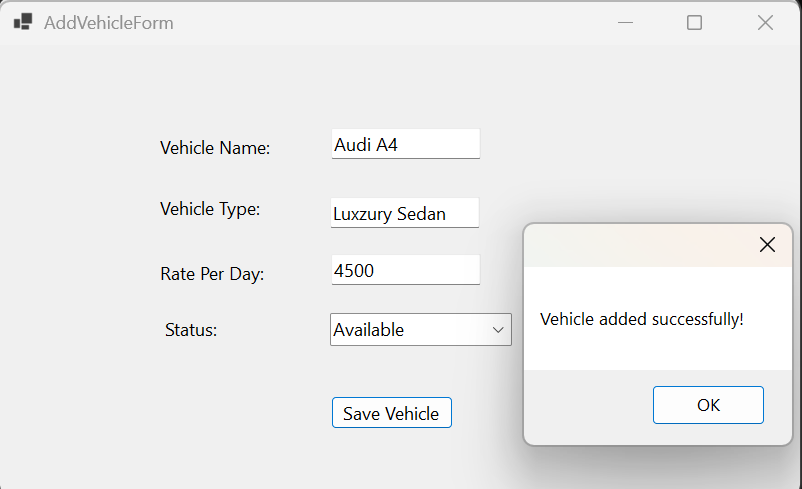 AddVehicleForm
Vehicle Name: Audi A4
Vehicle Type: Luxzury Sedan
Rate Per Day: 4500
Status: Available
Save Vehicle
Vehicle added successfully!
OK